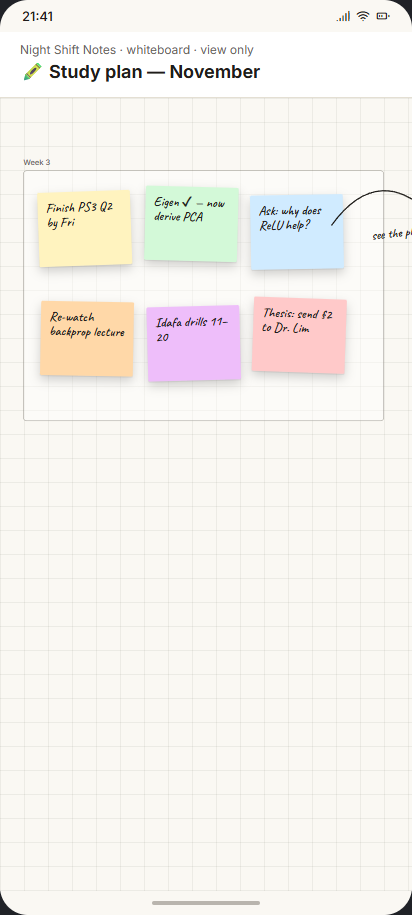 21:41
Night Shift Notes · whiteboard · view only
Study plan — November
Week 3
Finish PS3 Q2
by Fri
Eigen ✓ – now
derive PCA
Ask: why does
ReLU help?
see the
Re-watch
backprop lecture
Idafa drills 11–
20
Thesis: send §2
to Dr. Lim